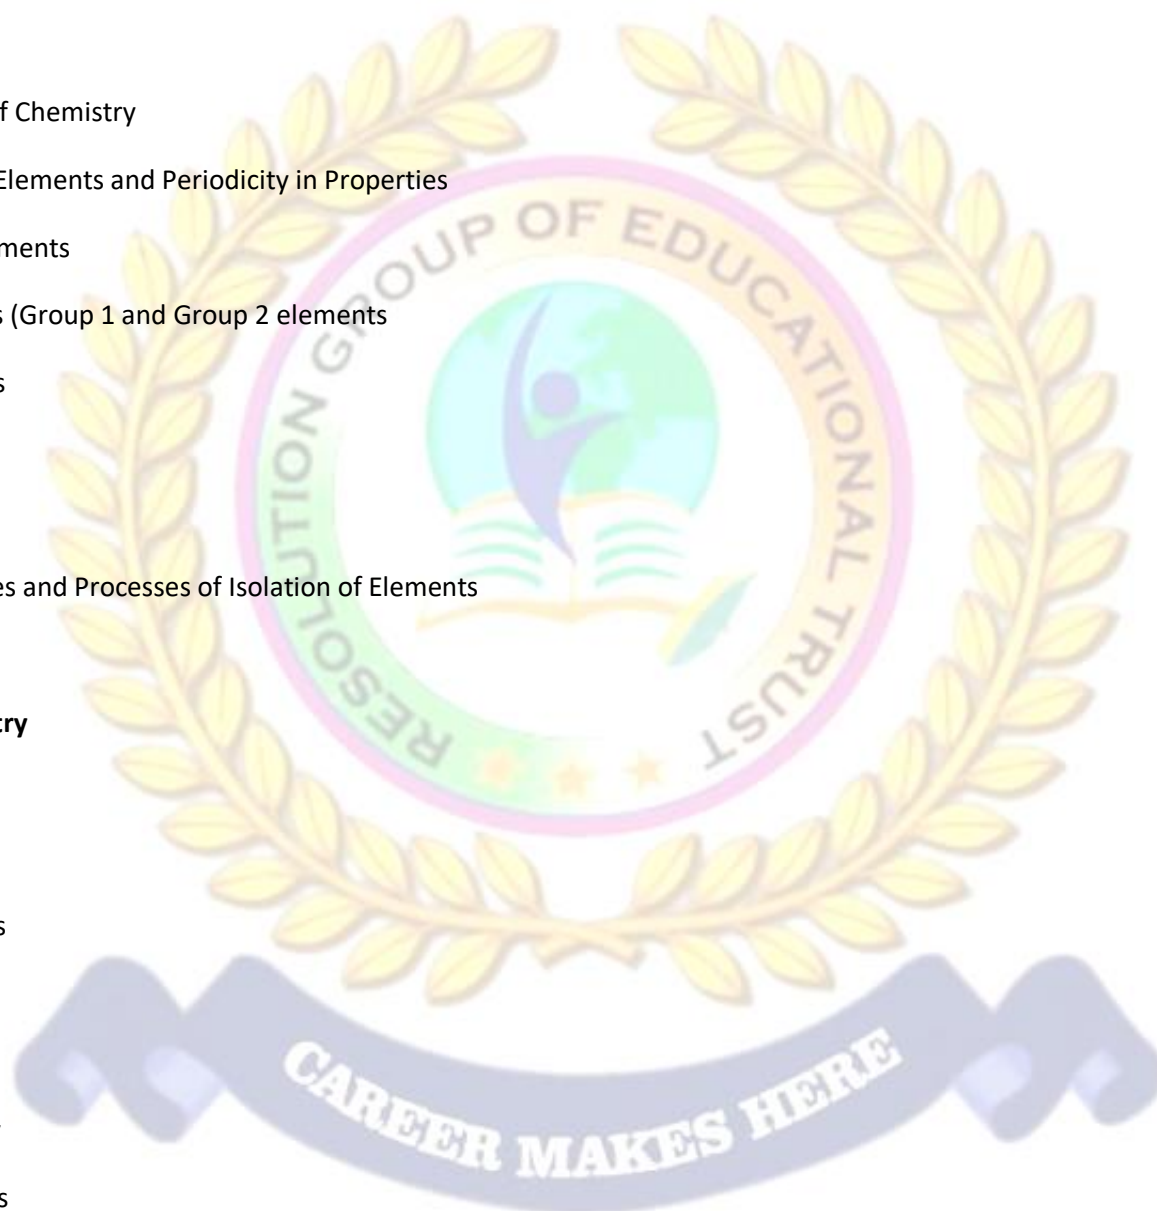 of Chemistry
Elements and Periodicity in Properties
ments
s (Group 1 and Group 2 elements
s
es and Processes of Isolation of Elements
try
s
s
RESOLUTION GROUP OF EDUCATIONAL TRUST
CAREER MAKES HERE